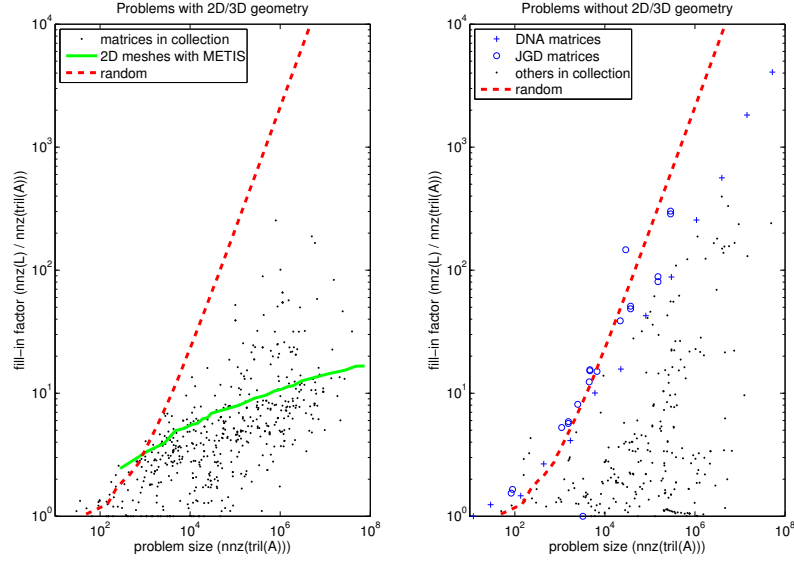 Problems with 2D/3D geometry
matrices in collection
2D meshes with METIS
random
fill−in factor (nnz(L) / nnz(tril(A)))
10^0
10^1
10^2
10^3
10^4
10^2
10^4
10^6
10^8
problem size (nnz(tril(A)))
Problems without 2D/3D geometry
DNA matrices
JGD matrices
others in collection
random
fill−in factor (nnz(L) / nnz(tril(A)))
10^0
10^1
10^2
10^3
10^4
10^2
10^4
10^6
10^8
problem size (nnz(tril(A)))